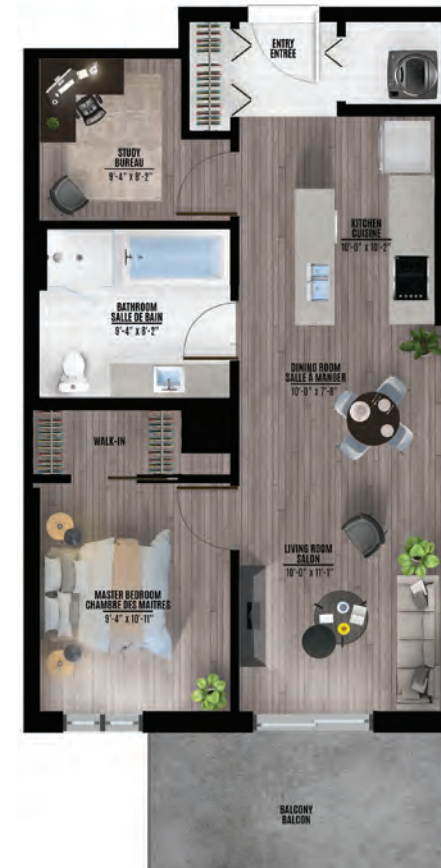 ENTRY
ENTRÉE
STUDY
BUREAU
9'-4" x 8'-2"
KITCHEN
CUISINE
10'-0" x 10'-2"
BATHROOM
SALLE DE BAIN
9'-4" x 8'-2"
DINING ROOM
SALLE À MANGER
10'-0" x 7'-8"
WALK-IN
LIVING ROOM
SALON
10'-0" x 11'-1"
MASTER BEDROOM
CHAMBRE DES MAITRES
9'-4" x 10'-11"
BALCONY
BALCON